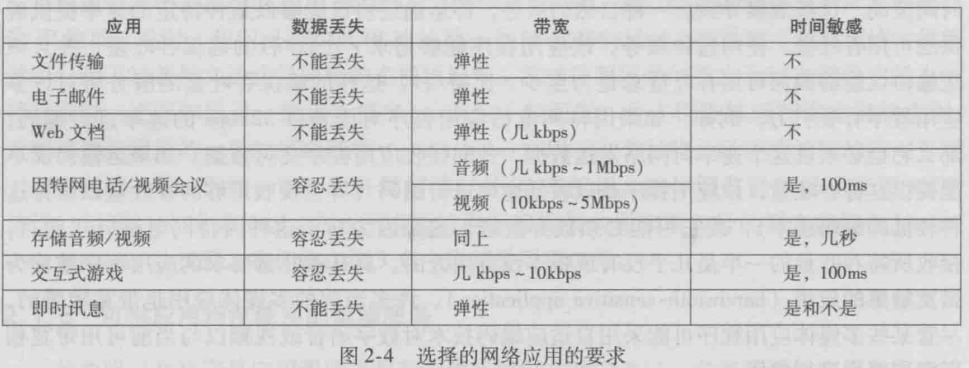 应用 数据丢失 带宽 时间敏感
文件传输 不能丢失 弹性 不
电子邮件 不能丢失 弹性 不
Web 文档 不能丢失 弹性（几 kbps） 不
因特网电话/视频会议 容忍丢失 音频（几 kbps ~ 1Mbps） 是，100ms
视频（10kbps ~ 5Mbps）
存储音频/视频 容忍丢失 同上 是，几秒
交互式游戏 容忍丢失 几 kbps ~ 10kbps 是，100ms
即时讯息 不能丢失 弹性 是和不是
图 2-4 选择的网络应用的要求